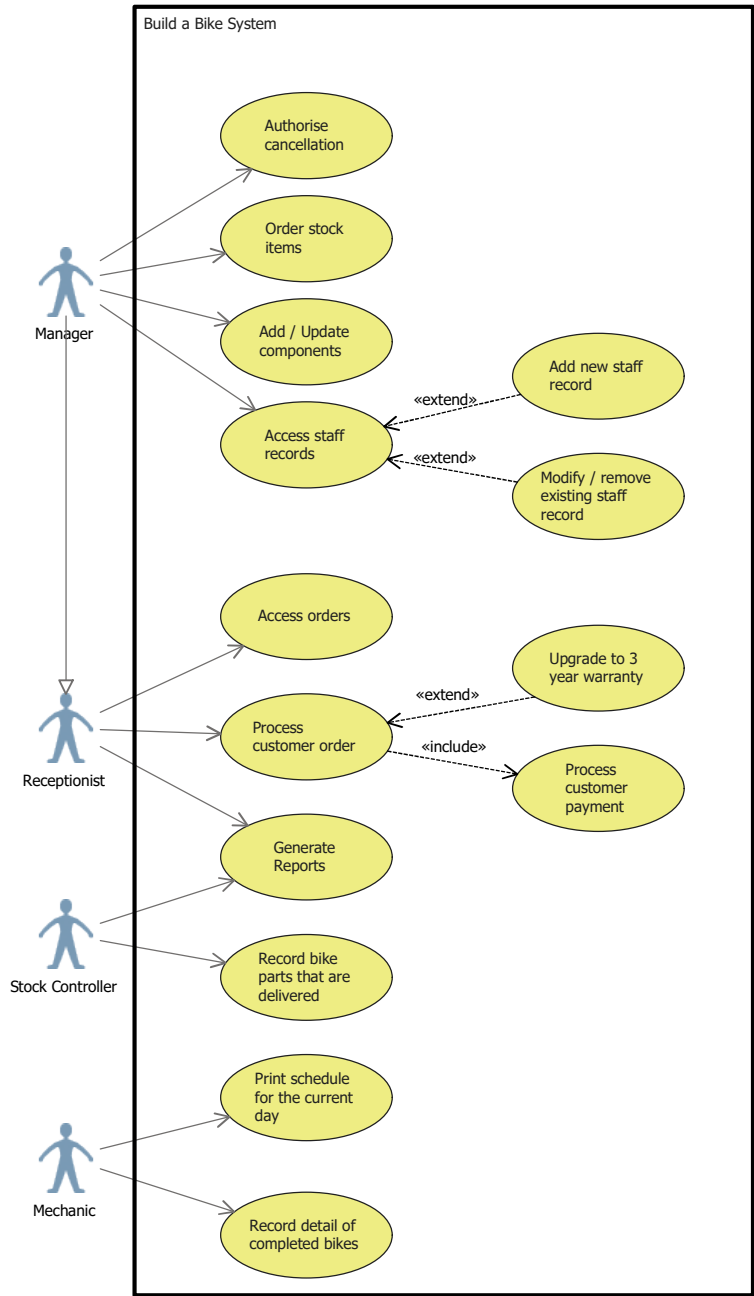 Build a Bike System
Authorise
cancellation
Order stock
items
Manager
Add / Update
components
Add new staff
record
«extend»
Access staff
records
«extend»
Modify / remove
existing staff
record
Access orders
Upgrade to 3
year warranty
«extend»
Process
customer order
«include»
Receptionist
Process
customer
payment
Generate
Reports
Stock Controller
Record bike
parts that are
delivered
Print schedule
for the current
day
Mechanic
Record detail of
completed bikes